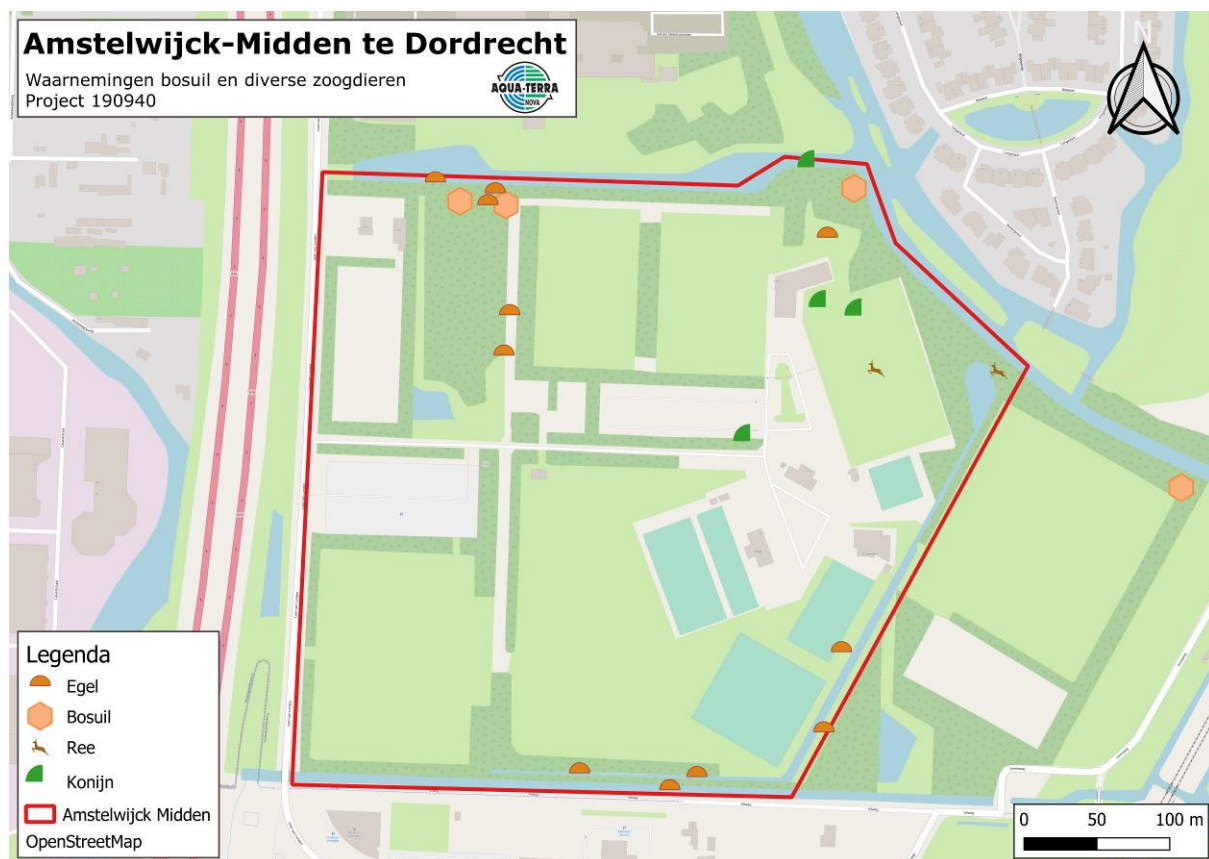 Amstelwijck-Midden te Dordrecht
Waarnemingen bosuil en diverse zoogdieren
Project 190940
AQUA-TERRA
NOVA
Legenda
Egel
Bosuil
Ree
Konijn
Amstelwijck Midden
OpenStreetMap
0 50 100 m